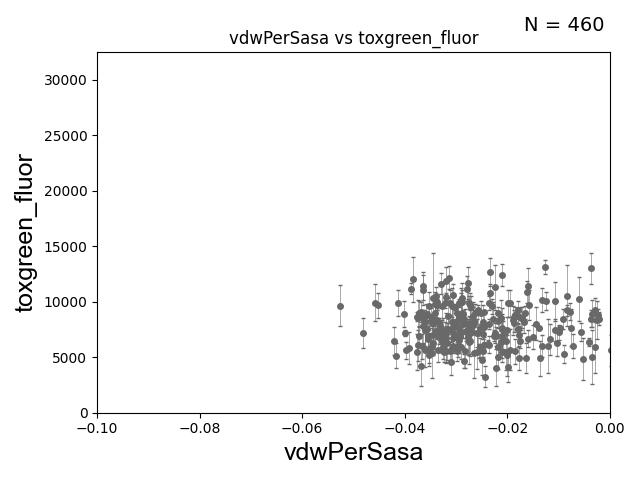 N = 460
vdwPerSasa vs toxgreen_fluor
30000
25000
20000
15000
10000
5000
0
toxgreen_fluor
−0.10 −0.08 −0.06 −0.04 −0.02 0.00
vdwPerSasa